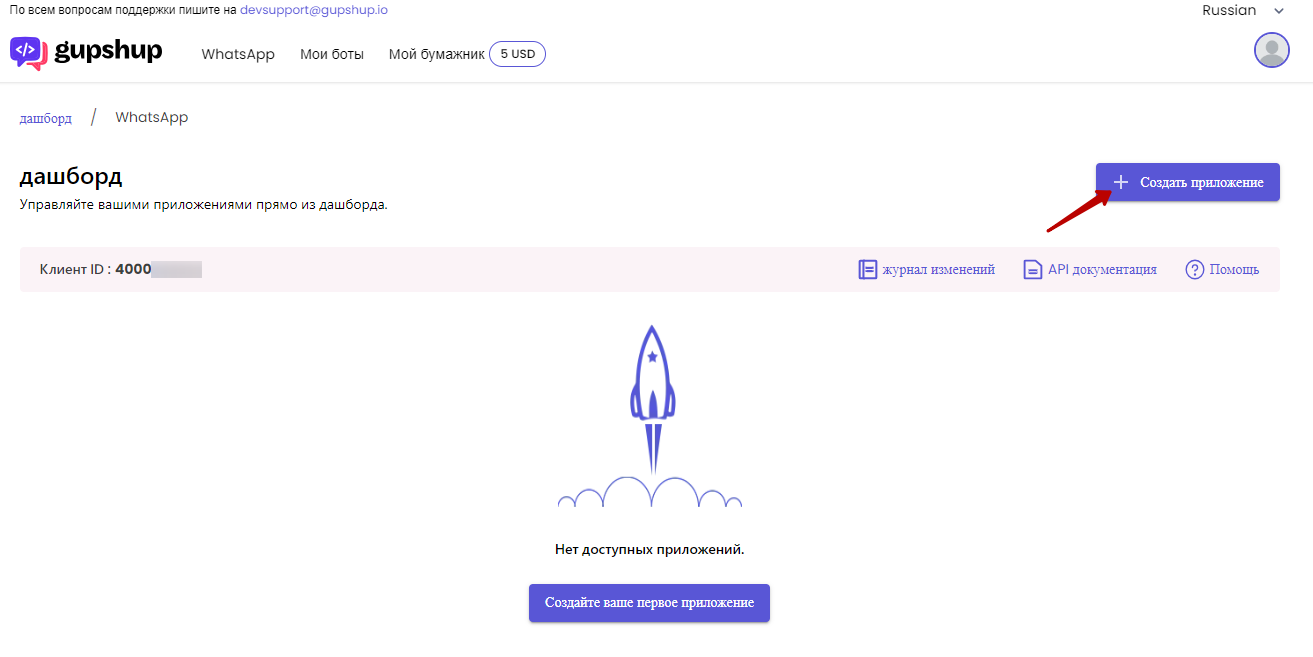 По всем вопросам поддержки пишите на devsupport@gupshup.io
Russian
</> gupshup
WhatsApp
Мои боты
Мой бумажник 5 USD
дашборд / WhatsApp
дашборд
Управляйте вашими приложениями прямо из дашборда.
+ Создать приложение
Клиент ID : 4000
журнал изменений
API документация
? Помощь
Нет доступных приложений.
Создайте ваше первое приложение